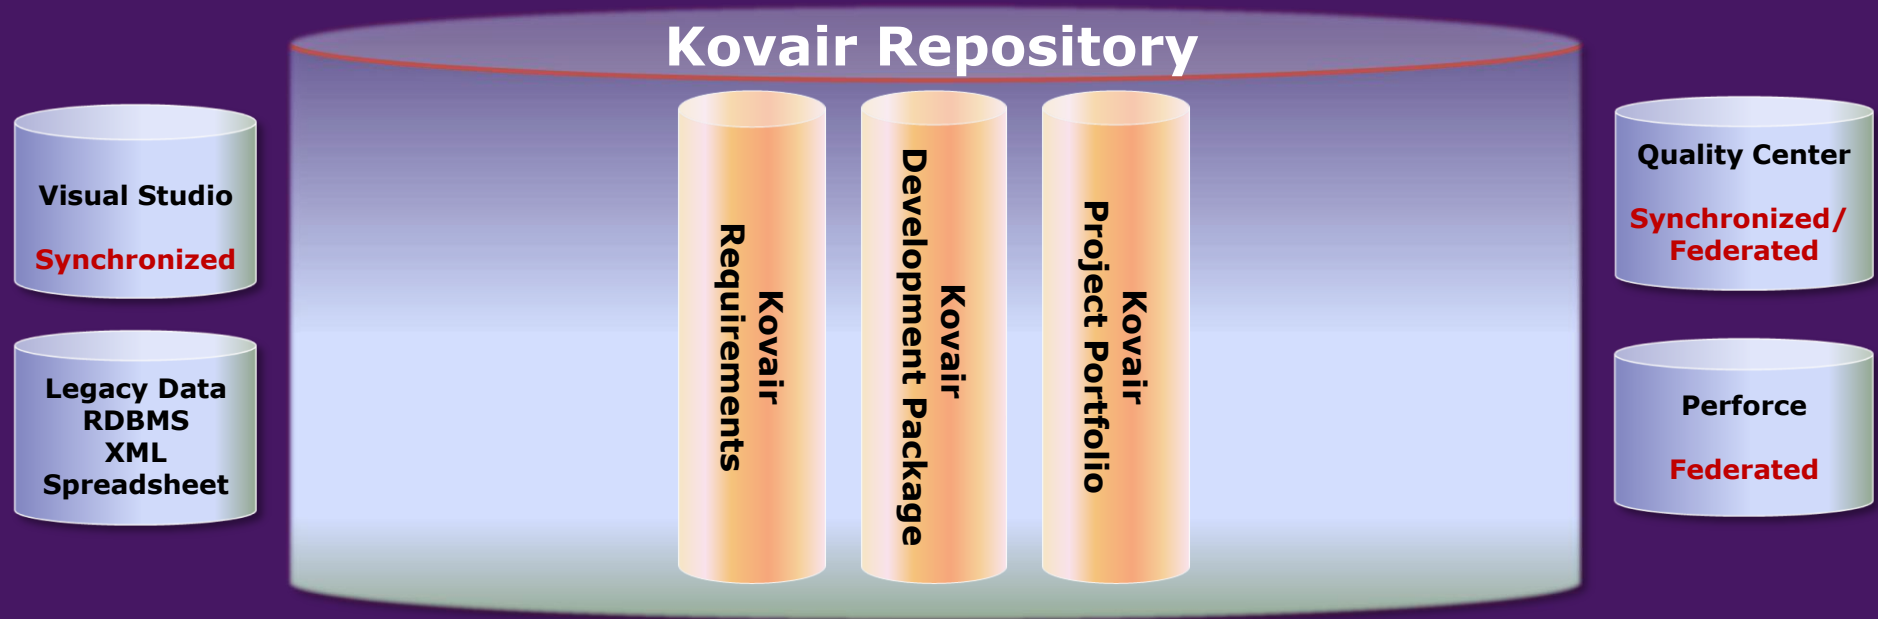 Kovair Repository
Visual Studio
Synchronized
Legacy Data
RDBMS
XML
Spreadsheet
Kovair
Requirements
Kovair
Development Package
Kovair
Project Portfolio
Quality Center
Synchronized/
Federated
Perforce
Federated